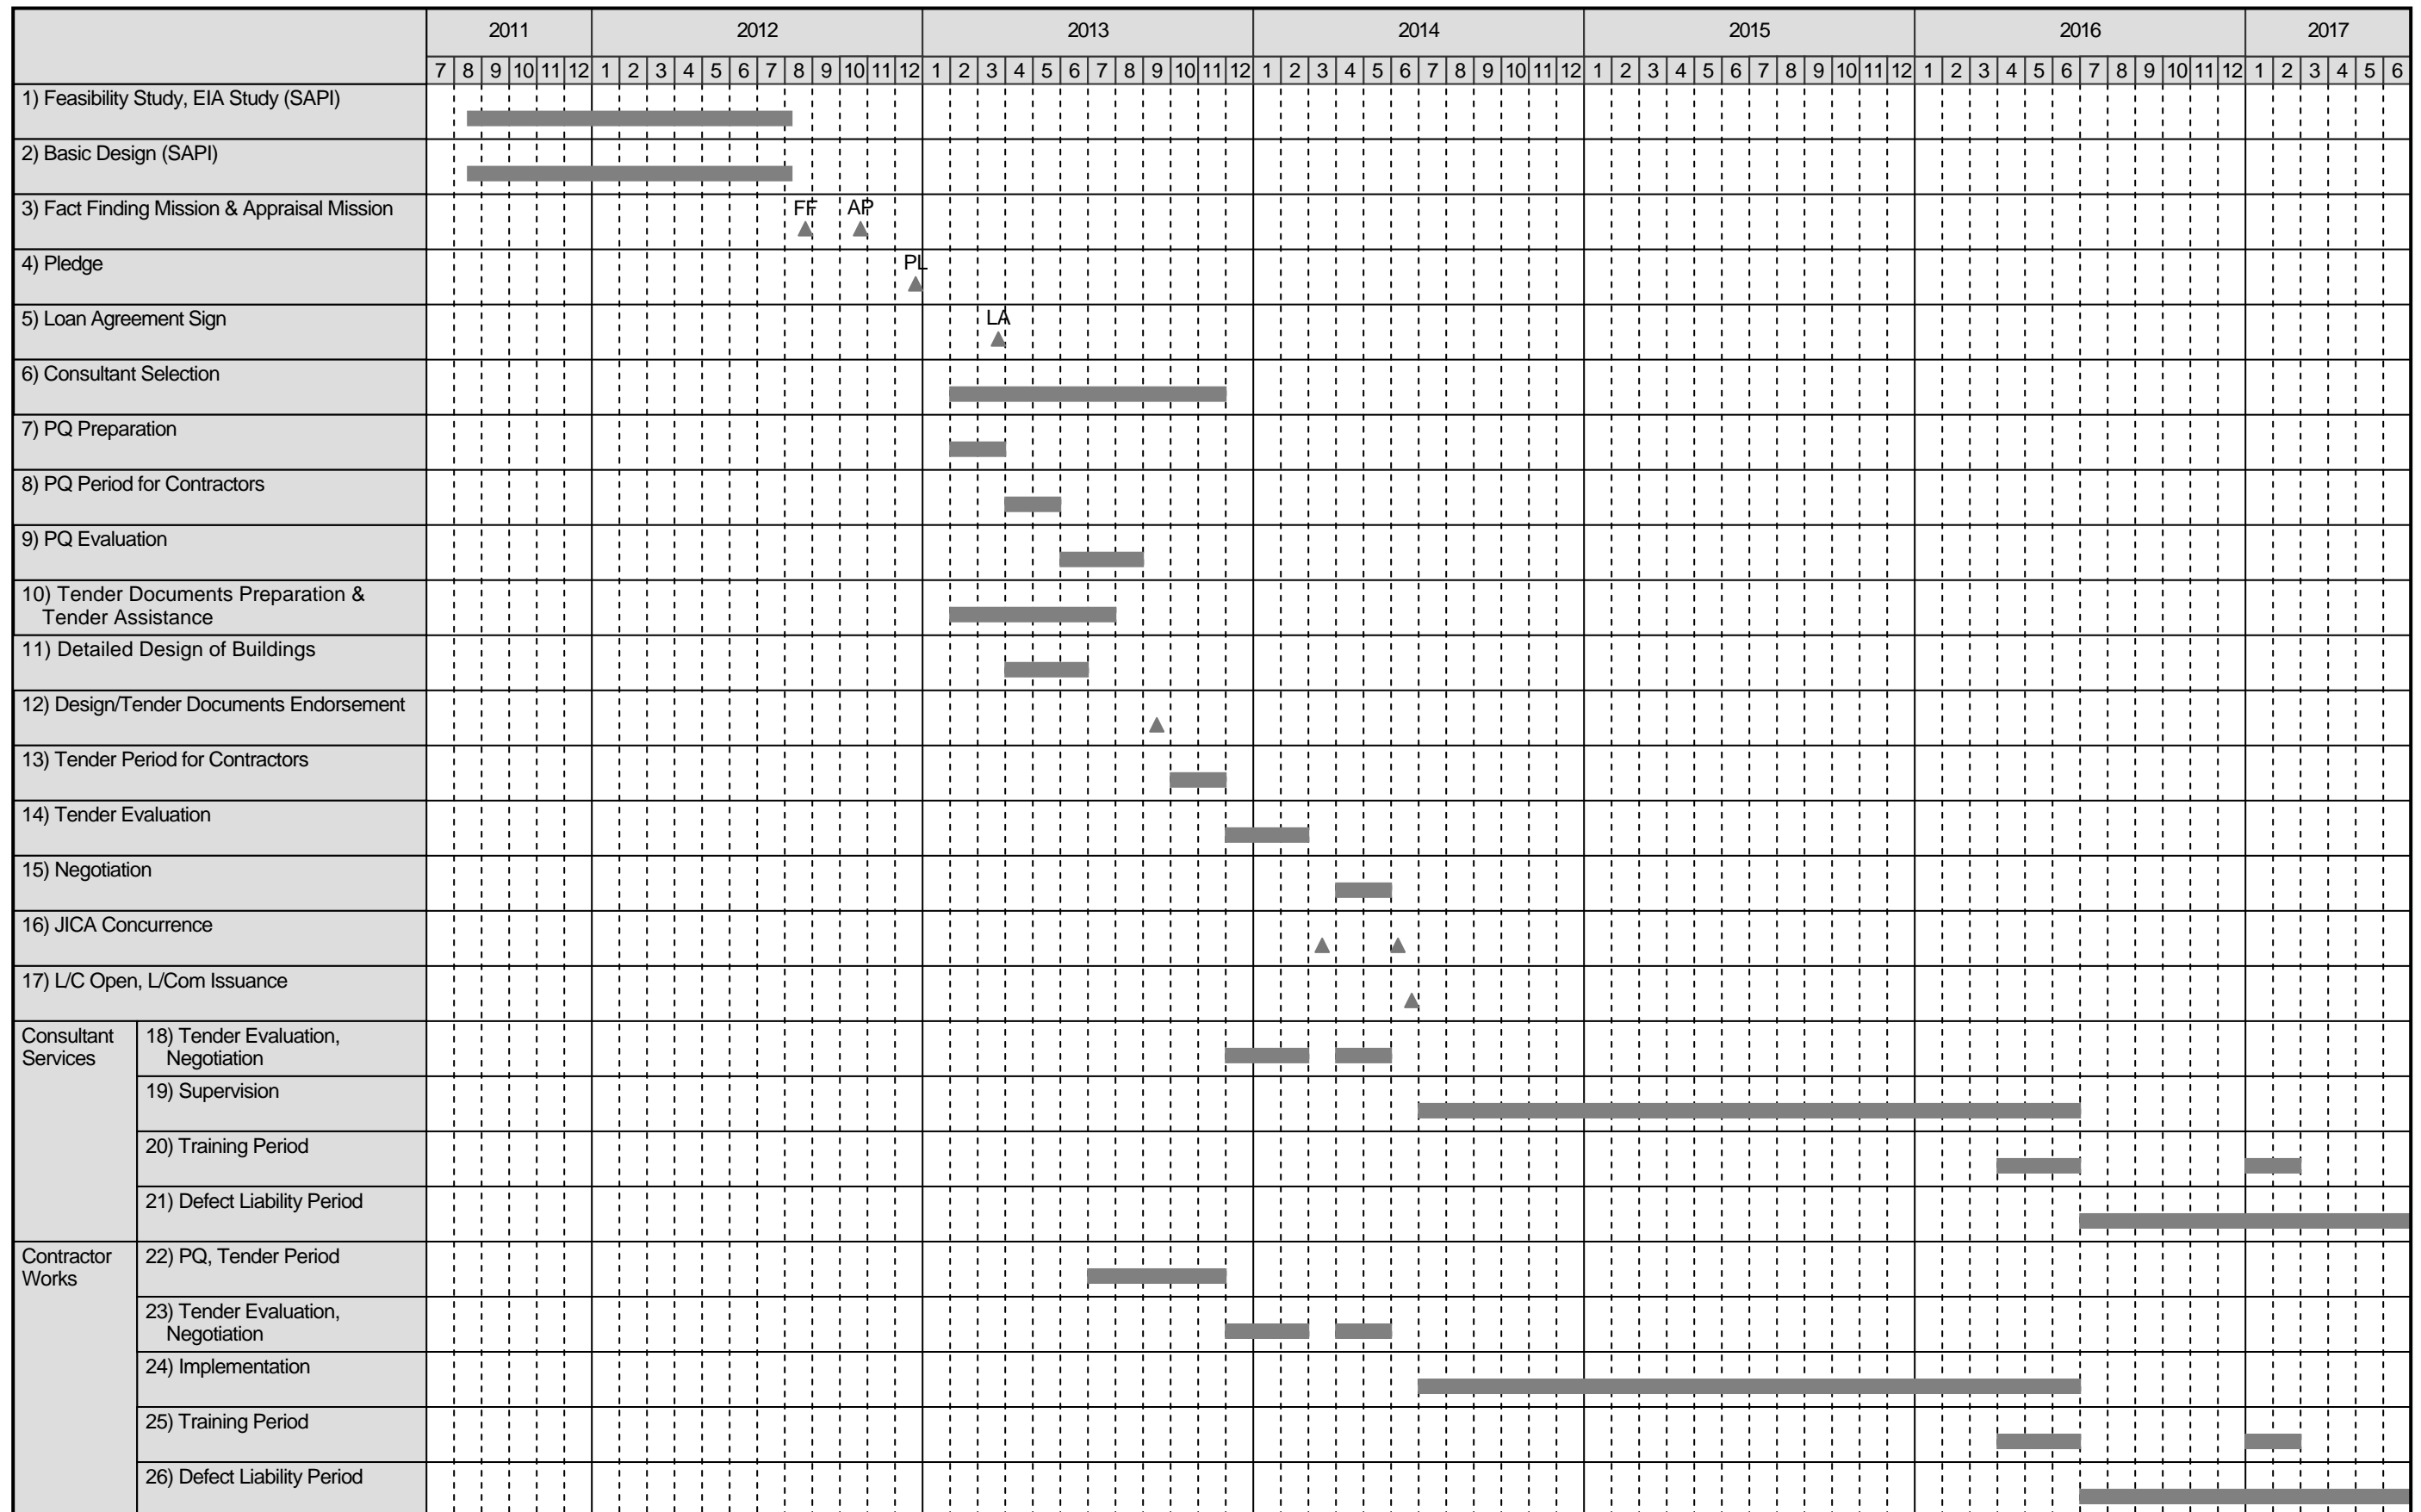 2011 2012 2013 2014 2015 2016 2017
7 8 9 10 11 12 1 2 3 4 5 6 7 8 9 10 11 12 1 2 3 4 5 6 7 8 9 10 11 12 1 2 3 4 5 6 7 8 9 10 11 12 1 2 3 4 5 6 7 8 9 10 11 12 1 2 3 4 5 6 7 8 9 10 11 12 1 2 3 4 5 6
1) Feasibility Study, EIA Study (SAPI)
2) Basic Design (SAPI)
3) Fact Finding Mission & Appraisal Mission FF AP
4) Pledge PL
5) Loan Agreement Sign LA
6) Consultant Selection
7) PQ Preparation
8) PQ Period for Contractors
9) PQ Evaluation
10) Tender Documents Preparation &
Tender Assistance
11) Detailed Design of Buildings
12) Design/Tender Documents Endorsement
13) Tender Period for Contractors
14) Tender Evaluation
15) Negotiation
16) JICA Concurrence
17) L/C Open, L/Com Issuance
Consultant 18) Tender Evaluation,
Services Negotiation
19) Supervision
20) Training Period
21) Defect Liability Period
Contractor 22) PQ, Tender Period
Works
23) Tender Evaluation,
Negotiation
24) Implementation
25) Training Period
26) Defect Liability Period